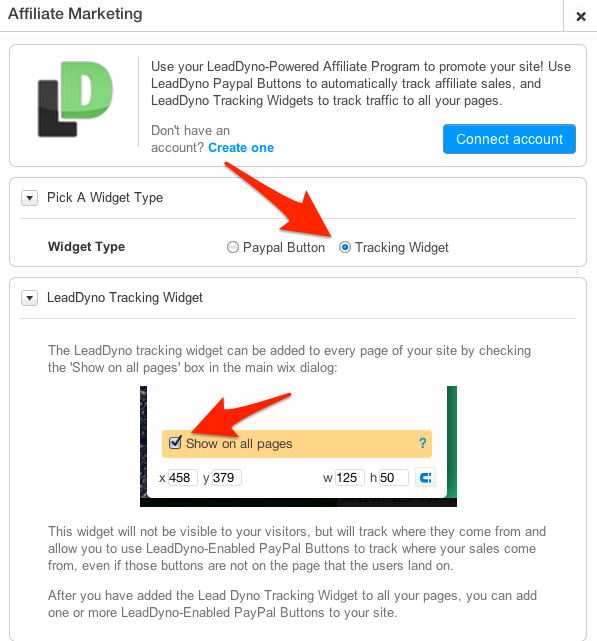 Affiliate Marketing
LD
Use your LeadDyno-Powered Affiliate Program to promote your site! Use
LeadDyno Paypal Buttons to automatically track affiliate sales, and
LeadDyno Tracking Widgets to track traffic to all your pages.
Don't have an
account? Create one
Connect account
Pick A Widget Type
Widget Type Paypal Button Tracking Widget
LeadDyno Tracking Widget
The LeadDyno tracking widget can be added to every page of your site by checking
the 'Show on all pages' box in the main wix dialog:
Show on all pages ?
x 458 y 379 w 125 h 50
This widget will not be visible to your visitors, but will track where they come from and
allow you to use LeadDyno-Enabled PayPal Buttons to track where your sales come
from, even if those buttons are not on the page that the users land on.
After you have added the Lead Dyno Tracking Widget to all your pages, you can add
one or more LeadDyno-Enabled PayPal Buttons to your site.